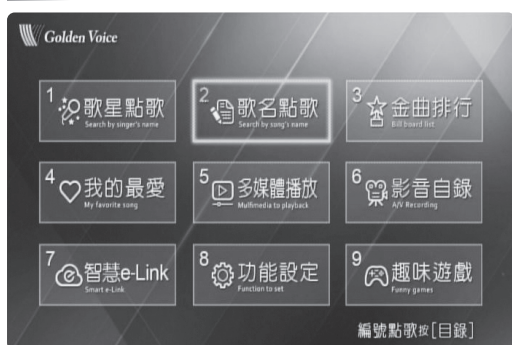 Golden Voice
1 歌星點歌
Search by singer's name
2 歌名點歌
Search by song's name
3 金曲排行
Bill board list
4 我的最愛
My favorite song
5 多媒體播放
Multimedia to playback
6 影音自錄
A/V Recording
7 智慧e-Link
Smart e-Link
8 功能設定
Function to set
9 趣味遊戲
Funny games
編號點歌按[目錄]